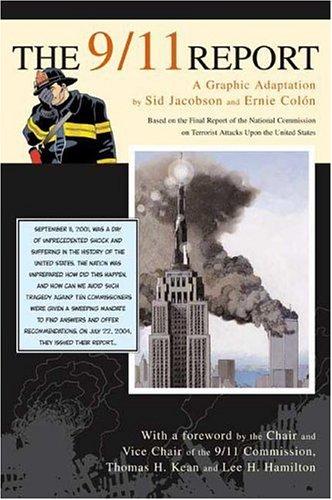 THE 9/11 REPORT
A Graphic Adaptation
by Sid Jacobson and Ernie Colón
Based on the Final Report of the National Commission
on Terrorist Attacks Upon the United States
SEPTEMBER 11, 2001, WAS A DAY
OF UNPRECEDENTED SHOCK AND
SUFFERING IN THE HISTORY OF THE
UNITED STATES. THE NATION WAS
UNPREPARED. HOW DID THIS HAPPEN,
AND HOW CAN WE AVOID SUCH
TRAGEDY AGAIN? TEN COMMISSIONERS
WERE GIVEN A SWEEPING MANDATE
TO FIND ANSWERS AND OFFER
RECOMMENDATIONS. ON JULY 22, 2004,
THEY ISSUED THEIR REPORT...
With a foreword by the Chair and
Vice Chair of the 9/11 Commission,
Thomas H. Kean and Lee H. Hamilton